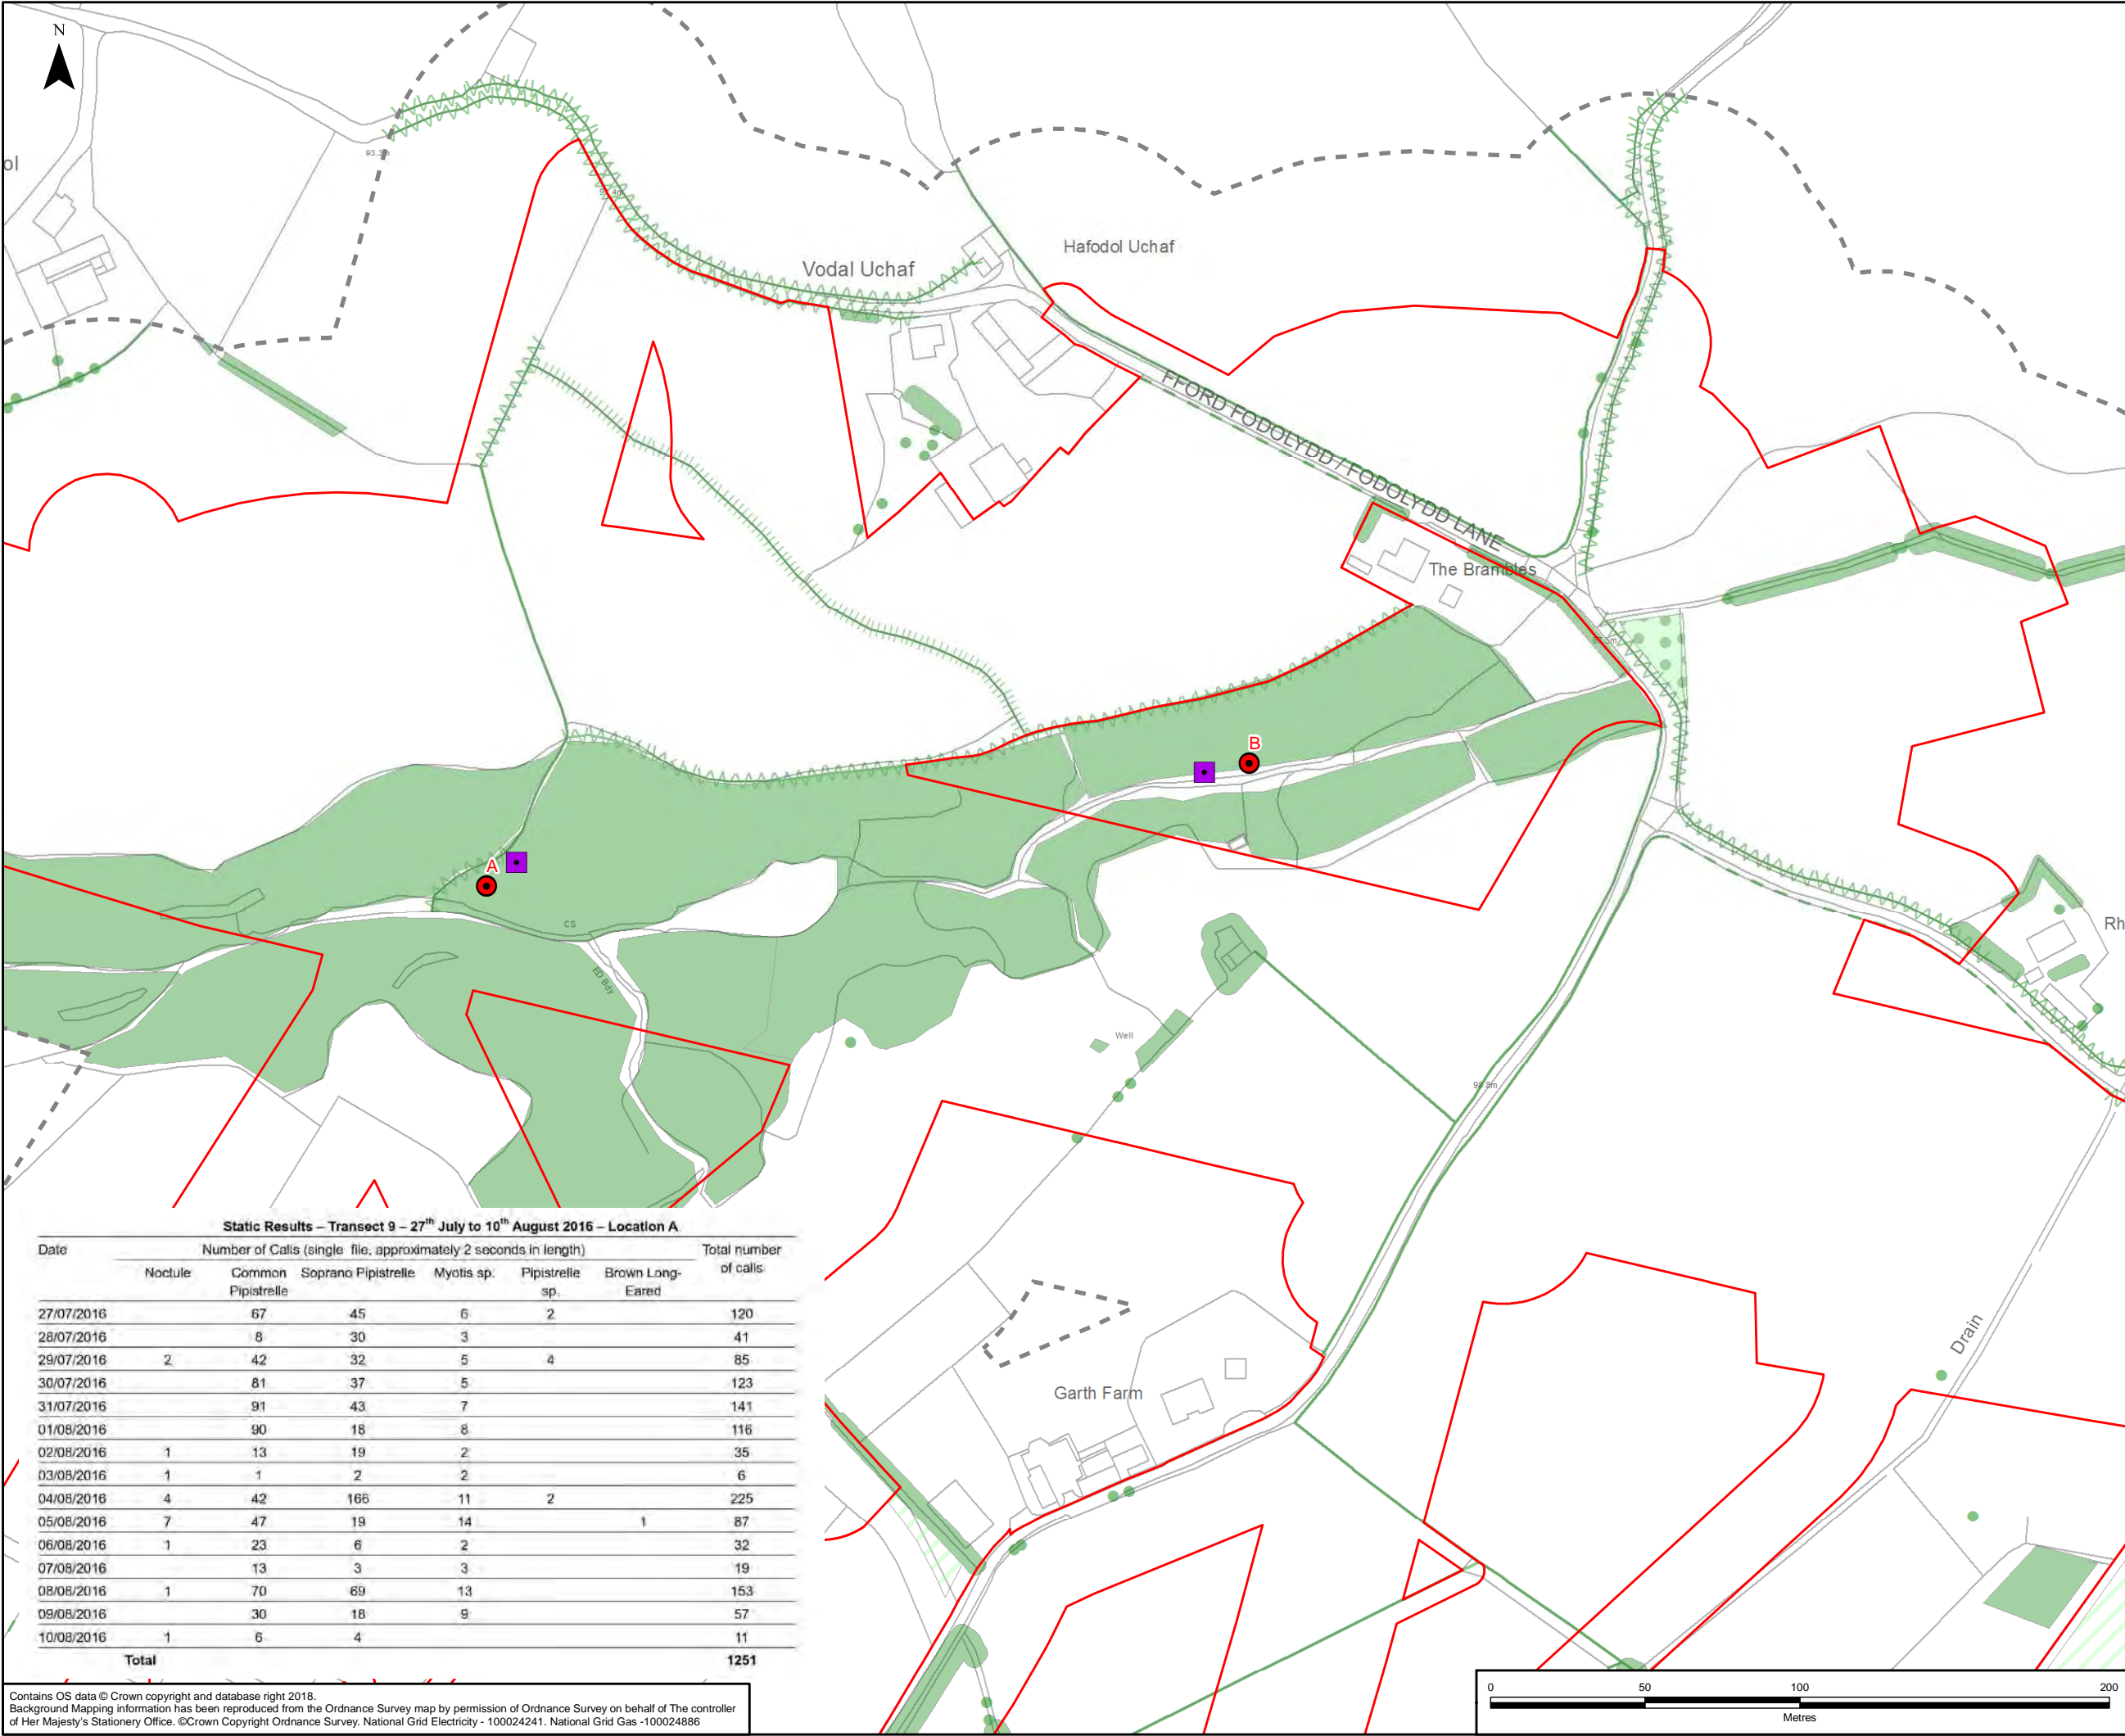 N
ol
93.2m
Hafodol Uchaf
Vodal Uchaf
FFORD FODOLYDD / FODOLYDD LANE
The Brambles
B
A
CS
ED Bdy
Rh
Well
Garth Farm
Drain
Static Results – Transect 9 – 27th July to 10th August 2016 – Location A
Date Number of Calls (single file, approximately 2 seconds in length) Total number of calls
Noctule Common Pipistrelle Soprano Pipistrelle Myotis sp. Pipistrelle sp. Brown Long-Eared
27/07/2016 67 45 6 2 120
28/07/2016 8 30 3 41
29/07/2016 2 42 32 5 4 85
30/07/2016 81 37 5 123
31/07/2016 91 43 7 141
01/08/2016 90 18 8 116
02/08/2016 1 13 19 2 35
03/08/2016 1 1 2 2 6
04/08/2016 4 42 166 11 2 225
05/08/2016 7 47 19 14 1 87
06/08/2016 1 23 6 2 32
07/08/2016 13 3 3 19
08/08/2016 1 70 69 13 153
09/08/2016 30 18 9 57
10/08/2016 1 6 4 11
Total 1251
Contains OS data © Crown copyright and database right 2018.
Background Mapping information has been reproduced from the Ordnance Survey map by permission of Ordnance Survey on behalf of The controller
of Her Majesty's Stationery Office. ©Crown Copyright Ordnance Survey. National Grid Electricity - 100024241. National Grid Gas -100024886
0 50 100 200
Metres